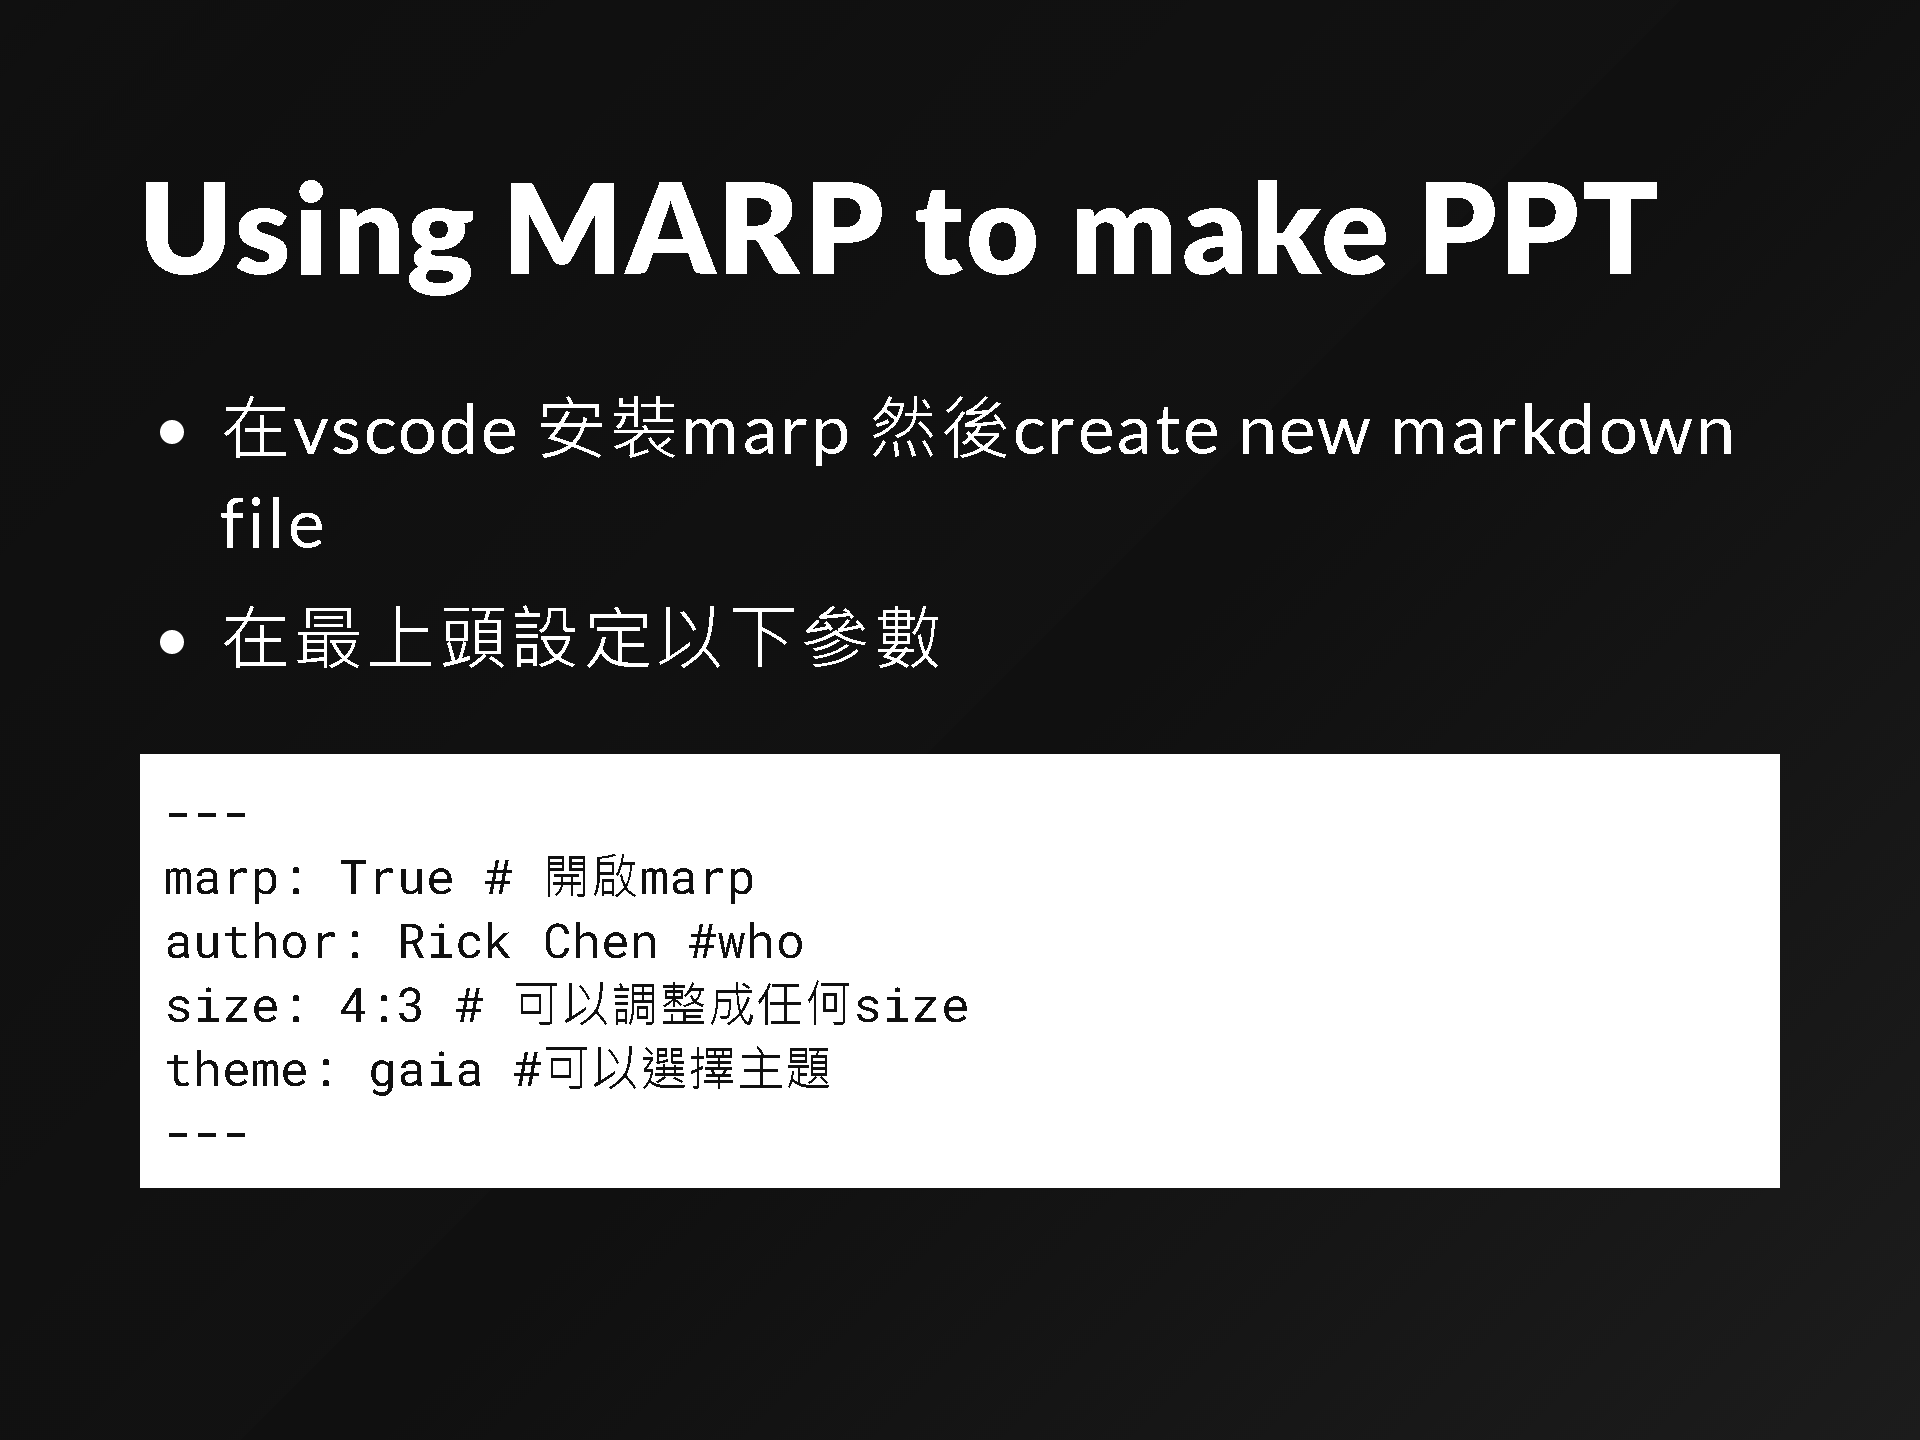 Using MARP to make PPT
在vscode 安裝marp 然後create new markdown
file
在最上頭設定以下參數
---
marp: True # 開啟marp
author: Rick Chen #who
size: 4:3 # 可以調整成任何size
theme: gaia #可以選擇主題
---